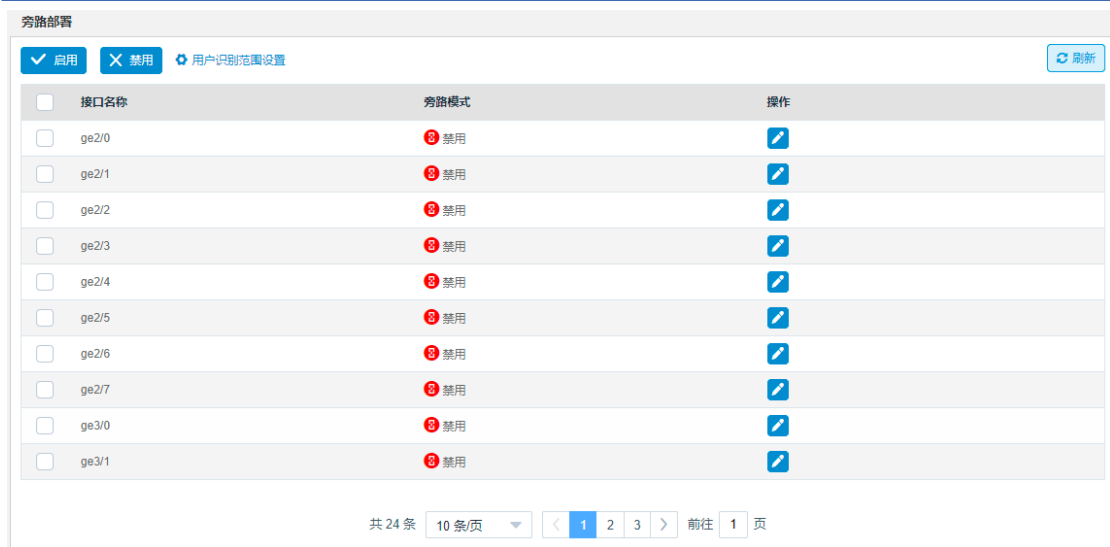 旁路部署
启用 禁用 用户识别范围设置 刷新
接口名称 旁路模式 操作
ge2/0 禁用
ge2/1 禁用
ge2/2 禁用
ge2/3 禁用
ge2/4 禁用
ge2/5 禁用
ge2/6 禁用
ge2/7 禁用
ge3/0 禁用
ge3/1 禁用
共 24 条 10 条/页 < 1 2 3 > 前往 1 页